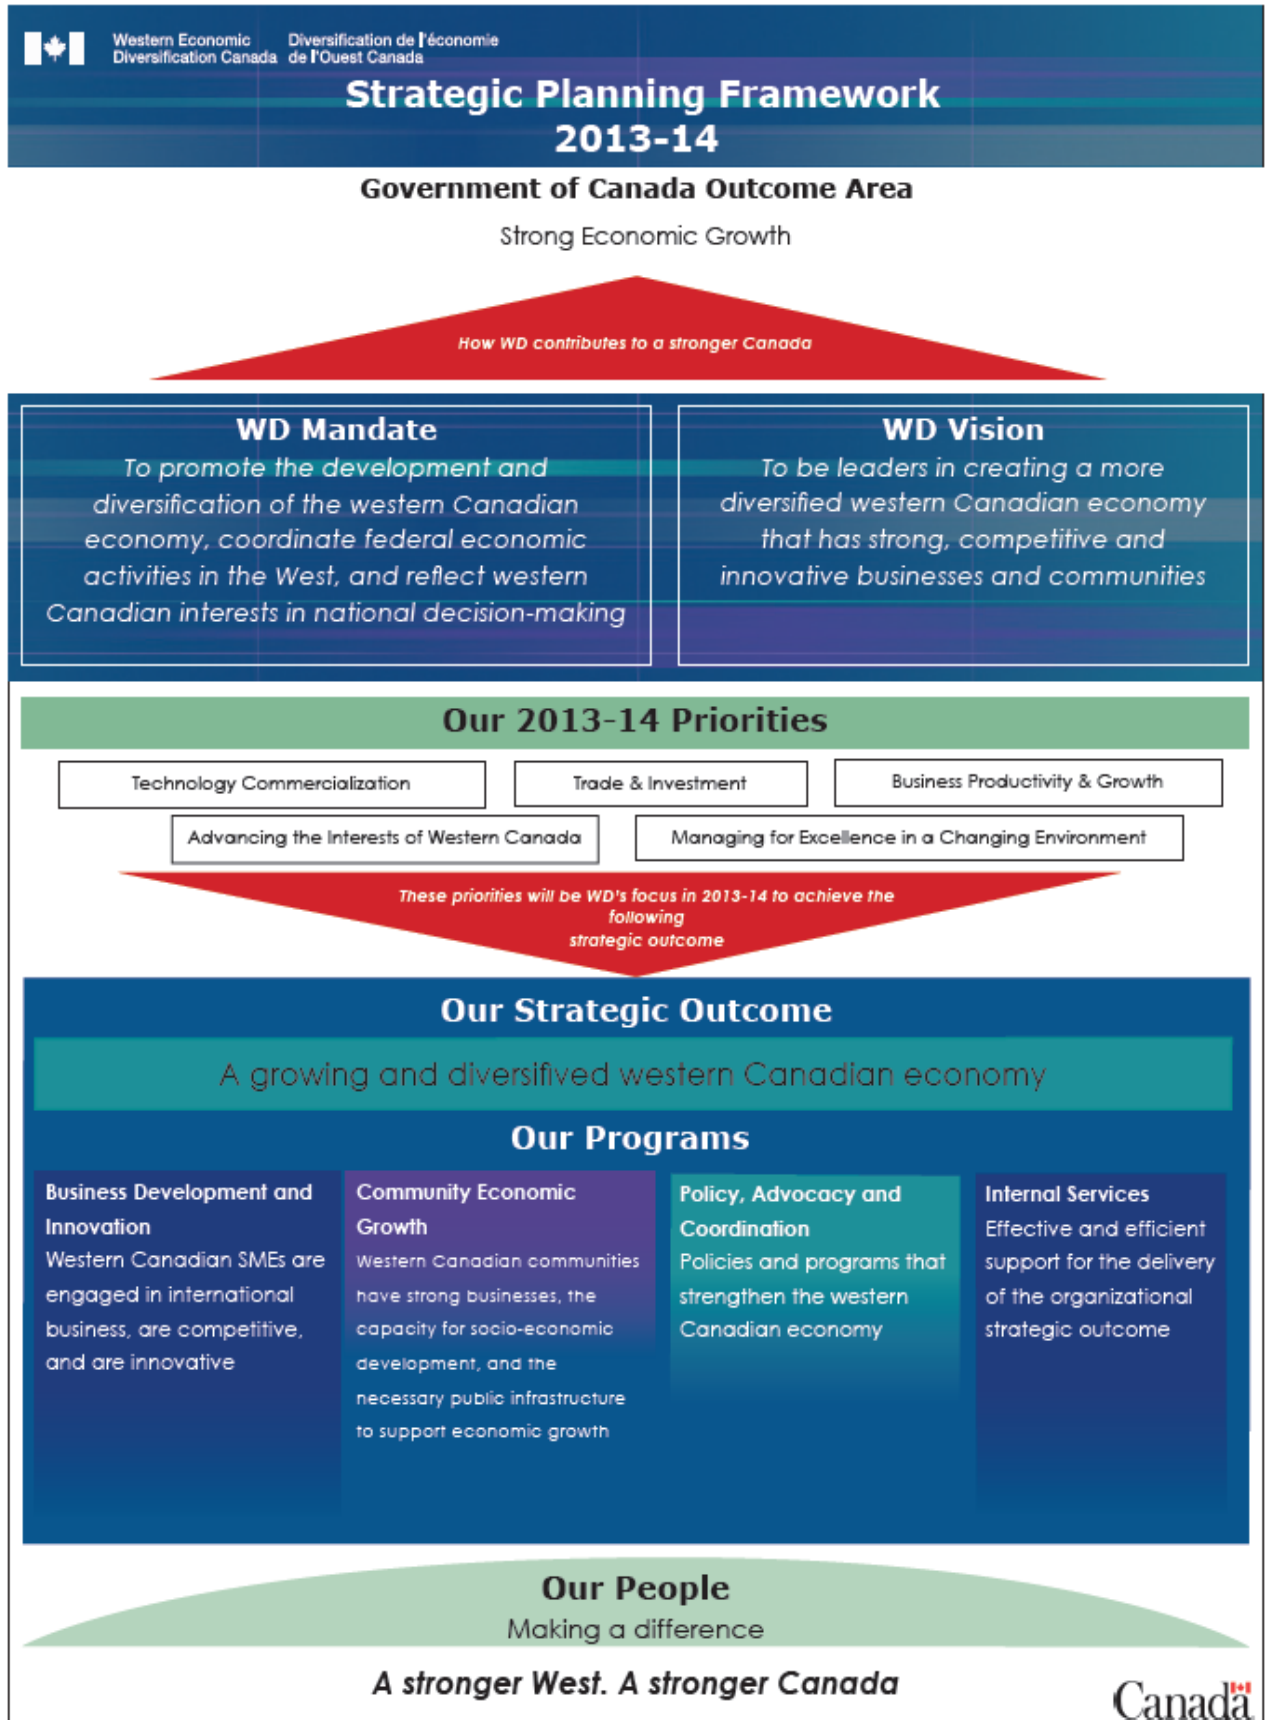 Western Economic
Diversification Canada
Diversification de l'économie
de l'Ouest Canada
Strategic Planning Framework
2013-14
Government of Canada Outcome Area
Strong Economic Growth
How WD contributes to a stronger Canada
WD Mandate
To promote the development and
diversification of the western Canadian
economy, coordinate federal economic
activities in the West, and reflect western
Canadian interests in national decision-making
WD Vision
To be leaders in creating a more
diversified western Canadian economy
that has strong, competitive and
innovative businesses and communities
Our 2013-14 Priorities
Technology Commercialization
Trade & Investment
Business Productivity & Growth
Advancing the Interests of Western Canada
Managing for Excellence in a Changing Environment
These priorities will be WD's focus in 2013-14 to achieve the
following
strategic outcome
Our Strategic Outcome
A growing and diversifived western Canadian economy
Our Programs
Business Development and
Innovation
Western Canadian SMEs are
engaged in international
business, are competitive,
and are innovative
Community Economic
Growth
Western Canadian communities
have strong businesses, the
capacity for socio-economic
development, and the
necessary public infrastructure
to support economic growth
Policy, Advocacy and
Coordination
Policies and programs that
strengthen the western
Canadian economy
Internal Services
Effective and efficient
support for the delivery
of the organizational
strategic outcome
Our People
Making a difference
A stronger West. A stronger Canada
Canada